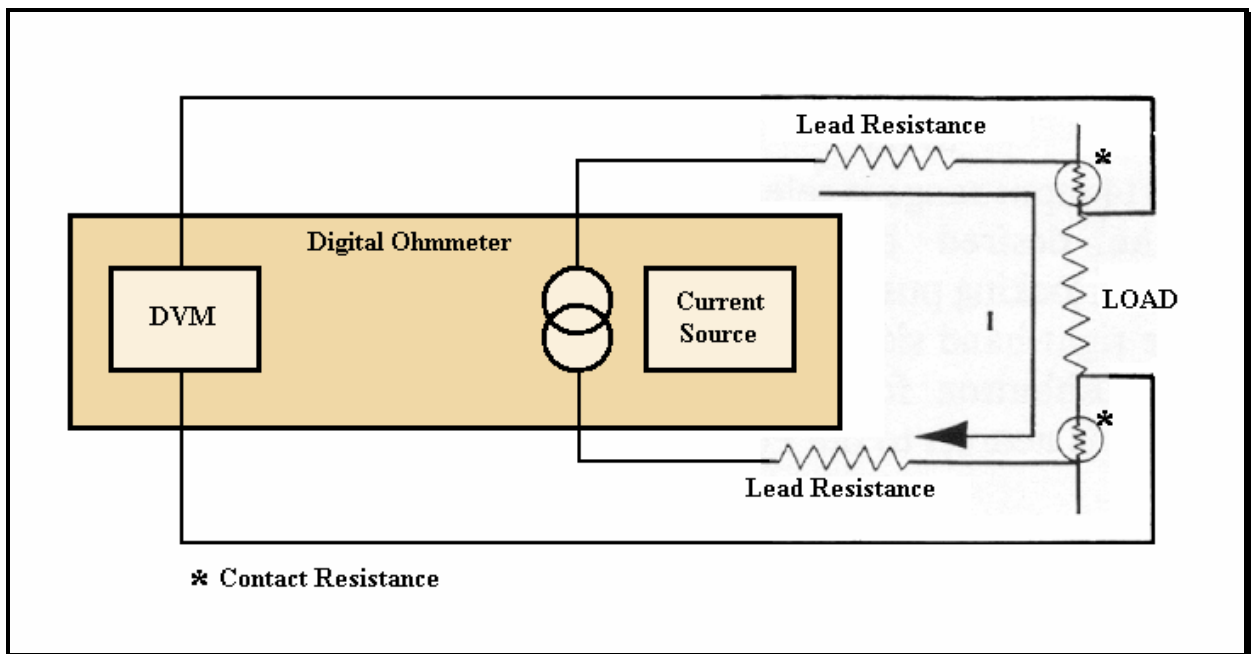 Lead Resistance
*
Digital Ohmmeter
DVM
Current
Source
I
LOAD
*
Lead Resistance
* Contact Resistance